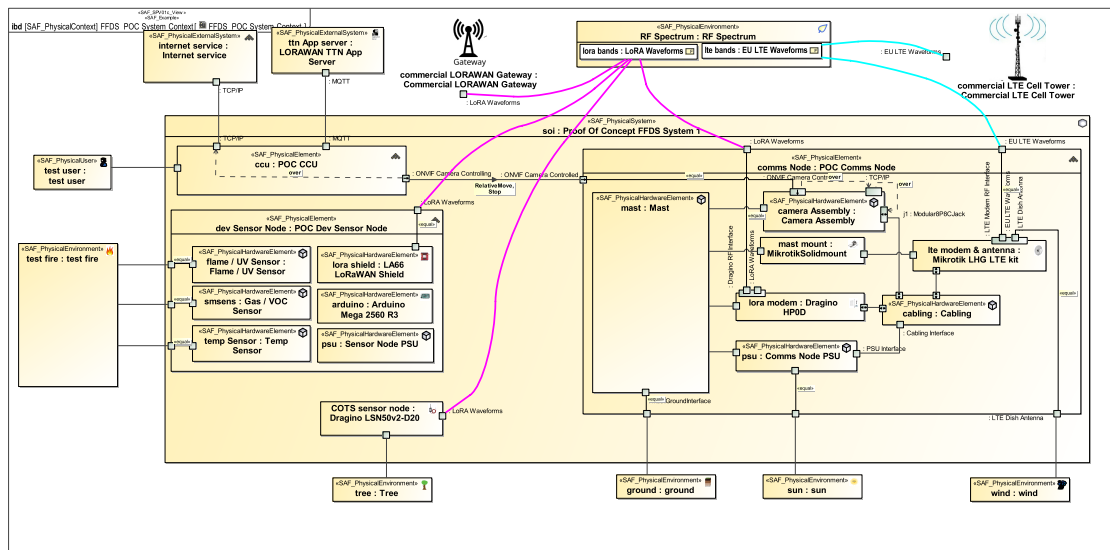 «SAF_SPV01c_View»
«SAF_Example»
ibd [SAF_PhysicalContext] FFDS_POC System Context[ FFDS_POC System Context ]
«SAF_PhysicalExternalSystem»
internet service :
Internet service
«SAF_PhysicalExternalSystem»
ttn App server :
LORAWAN TTN App
Server
Gateway
commercial LORAWAN Gateway :
Commercial LORAWAN Gateway
: LoRA Waveforms
«SAF_PhysicalEnvironment»
RF Spectrum : RF Spectrum
lora bands : LoRA Waveforms
lte bands : EU LTE Waveforms
: EU LTE Waveforms
commercial LTE Cell Tower :
Commercial LTE Cell Tower
: TCP/IP
: MQTT
«SAF_PhysicalSystem»
soi : Proof Of Concept FFDS System 1
: TCP/IP
: MQTT
: LoRA Waveforms
: EU LTE Waveforms
«SAF_PhysicalUser»
test user :
test user
«SAF_PhysicalElement»
ccu : POC CCU
over
: ONVIF Camera Controlling
RelativeMove,
Stop
: ONVIF Camera Controlled
«SAF_PhysicalElement»
comms Node : POC Comms Node
«equal»
: ONVIF Camera Contro
over
: TCP/IP
over
mast : Mast
«SAF_PhysicalHardwareElement»
camera Assembly :
Camera Assembly
j1 : Modular8P8CJack
: LTE Modem RF Interface
: EU LTE Waveforms
: LTE Dish Antenna
: LoRA Waveforms
«equal»
«SAF_PhysicalElement»
dev Sensor Node : POC Dev Sensor Node
«SAF_PhysicalEnvironment»
test fire : test fire
«equal»
«SAF_PhysicalHardwareElement»
flame / UV Sensor :
Flame / UV Sensor
«SAF_PhysicalHardwareElement»
lora shield : LA66
LoRaWAN Shield
«equal»
«SAF_PhysicalHardwareElement»
smsens : Gas / VOC
Sensor
«SAF_PhysicalHardwareElement»
arduino : Arduino
Mega 2560 R3
«equal»
«SAF_PhysicalHardwareElement»
temp Sensor : Temp
Sensor
«SAF_PhysicalHardwareElement»
psu : Sensor Node PSU
: Dragino RF Interface
: LoRA Waveforms
mast mount :
MikrotikSolidmount
lte modem & antenna :
Mikrotik LHG LTE kit
lora modem : Dragino
HP0D
«SAF_PhysicalHardwareElement»
cabling : Cabling
«equal»
: Cabling Interface
«SAF_PhysicalHardwareElement»
psu : Comms Node PSU
: PSU Interface
«equal»
«equal»
: GroundInterface
: LTE Dish Antenna
COTS sensor node :
Dragino LSN50v2-D20
: LoRA Waveforms
«SAF_PhysicalEnvironment»
tree : Tree
«SAF_PhysicalEnvironment»
ground : ground
«SAF_PhysicalEnvironment»
sun : sun
«SAF_PhysicalEnvironment»
wind : wind